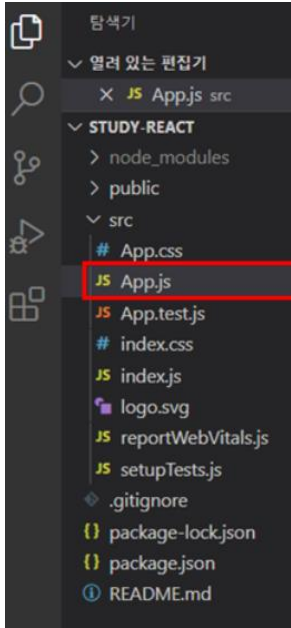 탐색기
열려 있는 편집기
JS App.js src
STUDY-REACT
node_modules
public
src
# App.css
JS App.js
JS App.test.js
# index.css
JS index.js
logo.svg
JS reportWebVitals.js
JS setupTests.js
.gitignore
{} package-lock.json
{} package.json
README.md